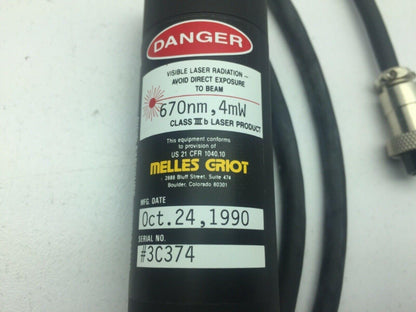 DANGER
VISIBLE LASER RADIATION -
AVOID DIRECT EXPOSURE
TO BEAM
670nm,4mW
CLASS III b LASER PRODUCT
This equipment conforms
to provision of
US 21 CFR 1040.10
MELLES GRIOT
2888 Bluff Street, Suite 474
Boulder, Colorado 80301
MFG. DATE
Oct.24,1990
SERIAL NO.
#3C374